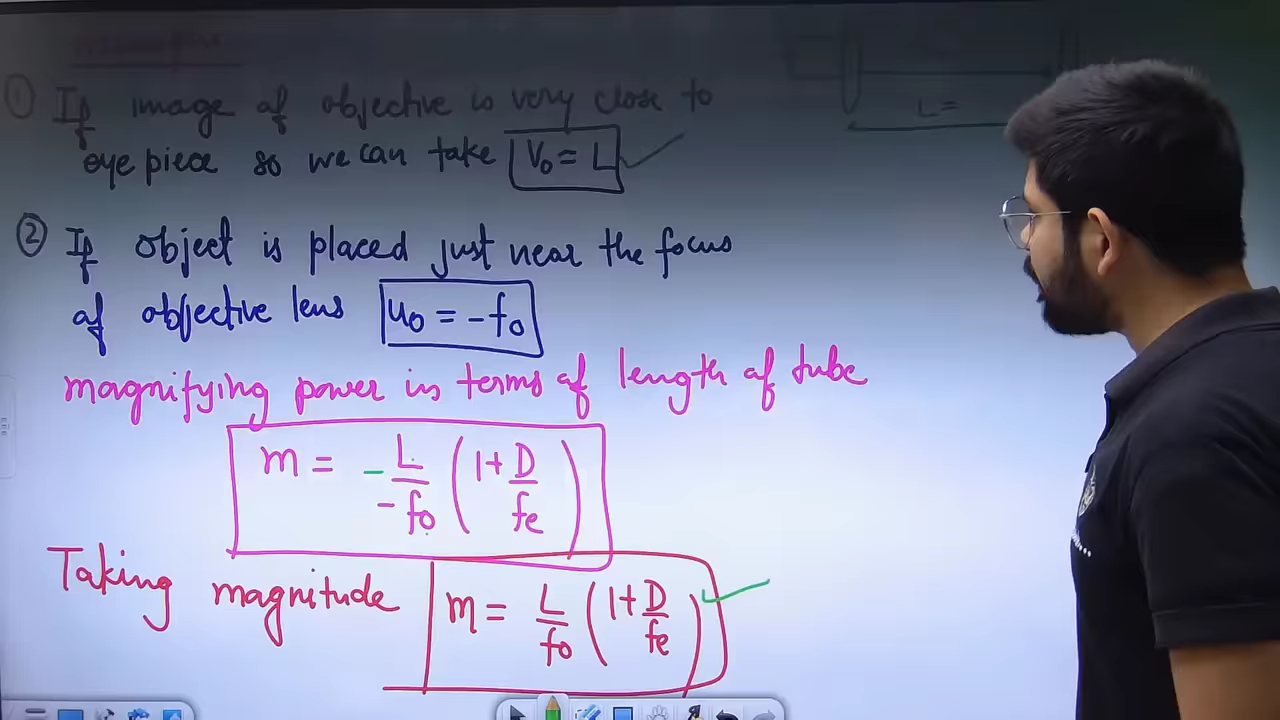 ① If image of objective is very close to
eye piece so we can take V₀ = L
L =
② If object is placed just near the focus
of objective lens u₀ = -f₀
magnifying power in terms of length of tube
m = - L / - f₀ ( 1 + D / fe )
Taking magnitude m = L / f₀ ( 1 + D / fe )